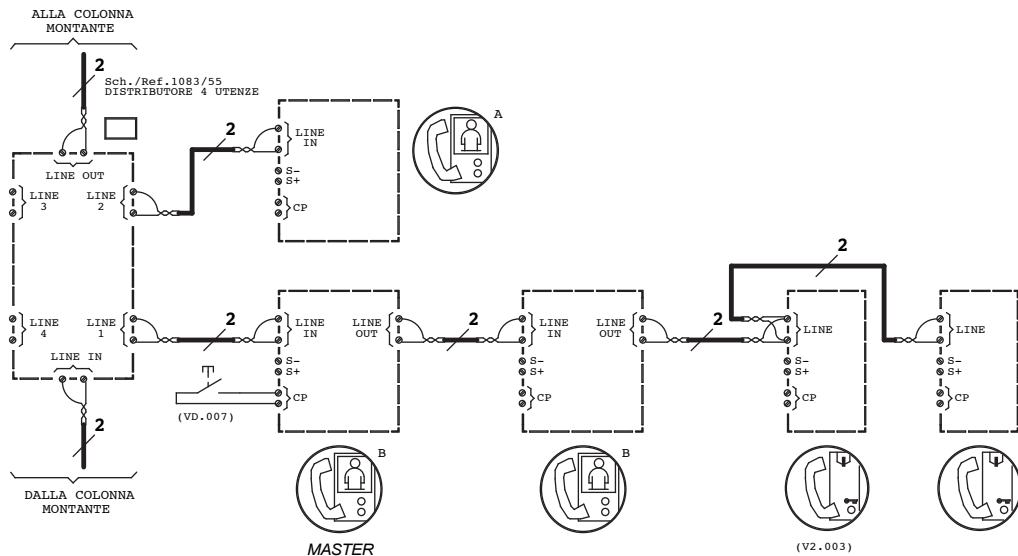 ALLA COLONNA
MONTANTE
2
Sch./Ref.1083/55
DISTRIBUTORE 4 UTENZE
LINE OUT
LINE
3
LINE
2
LINE
4
LINE
1
LINE IN
2
DALLA COLONNA
MONTANTE
2
LINE
IN
S-
S+
CP
A
2
LINE
IN
LINE
OUT
S-
S+
CP
(VD.007)
B
MASTER
2
LINE
IN
LINE
OUT
S-
S+
CP
B
2
LINE
S-
S+
CP
(V2.003)
2
LINE
S-
S+
CP